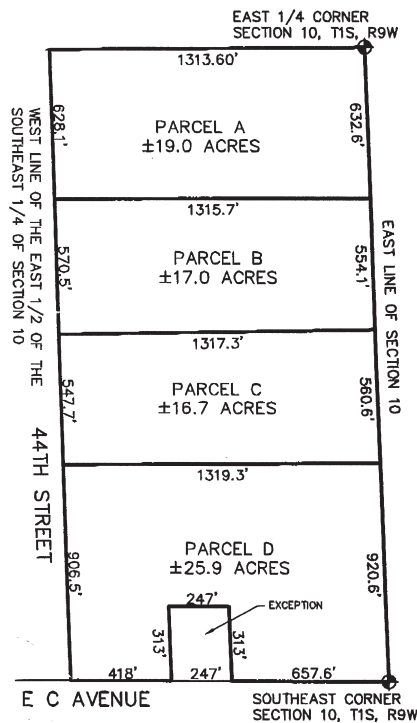 EAST 1/4 CORNER
SECTION 10, T1S, R9W
1313.60'
628.1'
632.6'
PARCEL A
±19.0 ACRES
WEST LINE OF THE EAST 1/2 OF THE
SOUTHEAST 1/4 OF SECTION 10
1315.7'
570.5'
554.1'
PARCEL B
±17.0 ACRES
EAST LINE OF SECTION 10
1317.3'
547.7'
560.6'
PARCEL C
±16.7 ACRES
44TH STREET
1319.3'
906.5'
920.6'
PARCEL D
±25.9 ACRES
247'
EXCEPTION
313'
313'
418'
247'
657.6'
E C AVENUE
SOUTHEAST CORNER
SECTION 10, T1S, R9W